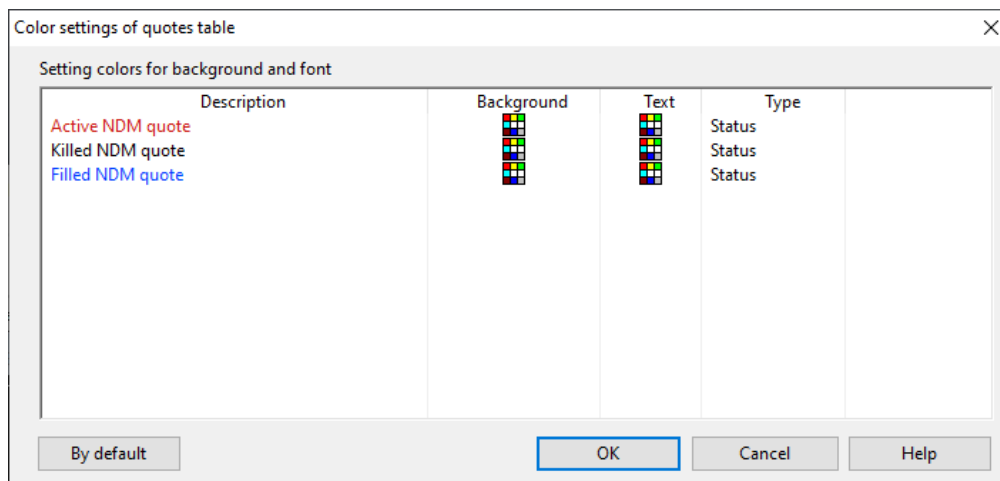 Color settings of quotes table
Setting colors for background and font
Description Background Text Type
Active NDM quote Status
Killed NDM quote Status
Filled NDM quote Status
By default OK Cancel Help